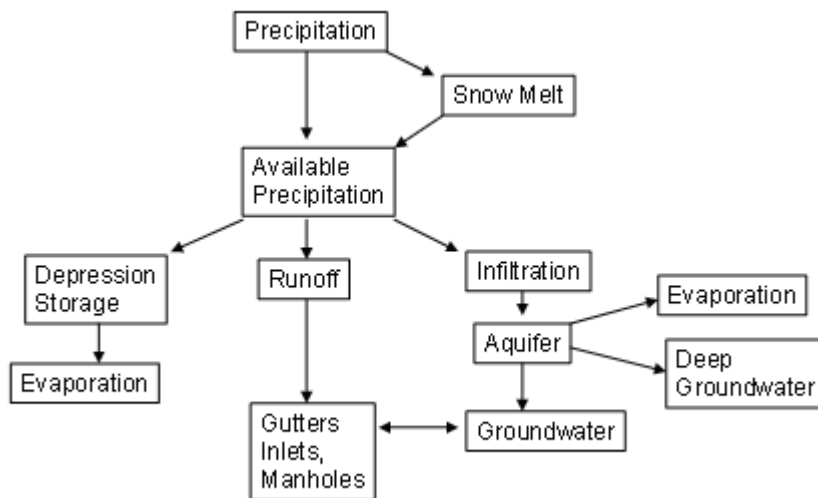 Precipitation
Snow Melt
Available
Precipitation
Depression
Storage
Runoff
Infiltration
Evaporation
Aquifer
Deep
Groundwater
Evaporation
Gutters
Inlets,
Manholes
Groundwater